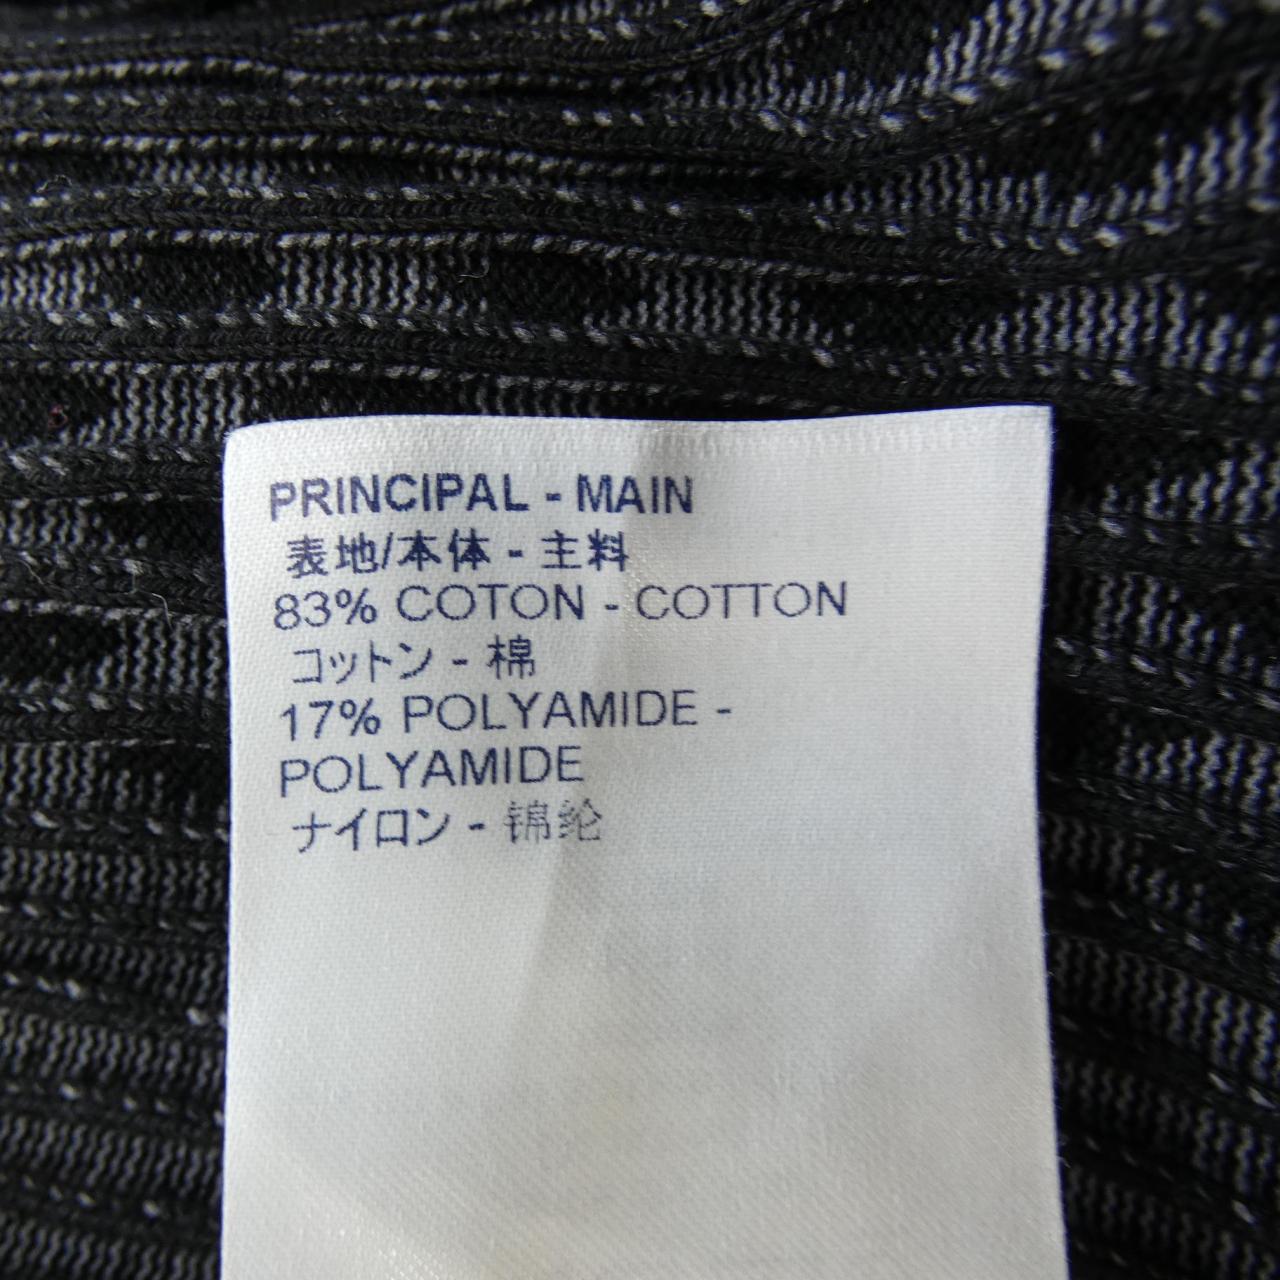 PRINCIPAL - MAIN
表地/本体 - 主料
83% COTON - COTTON
コットン - 棉
17% POLYAMIDE -
POLYAMIDE
ナイロン - 锦纶